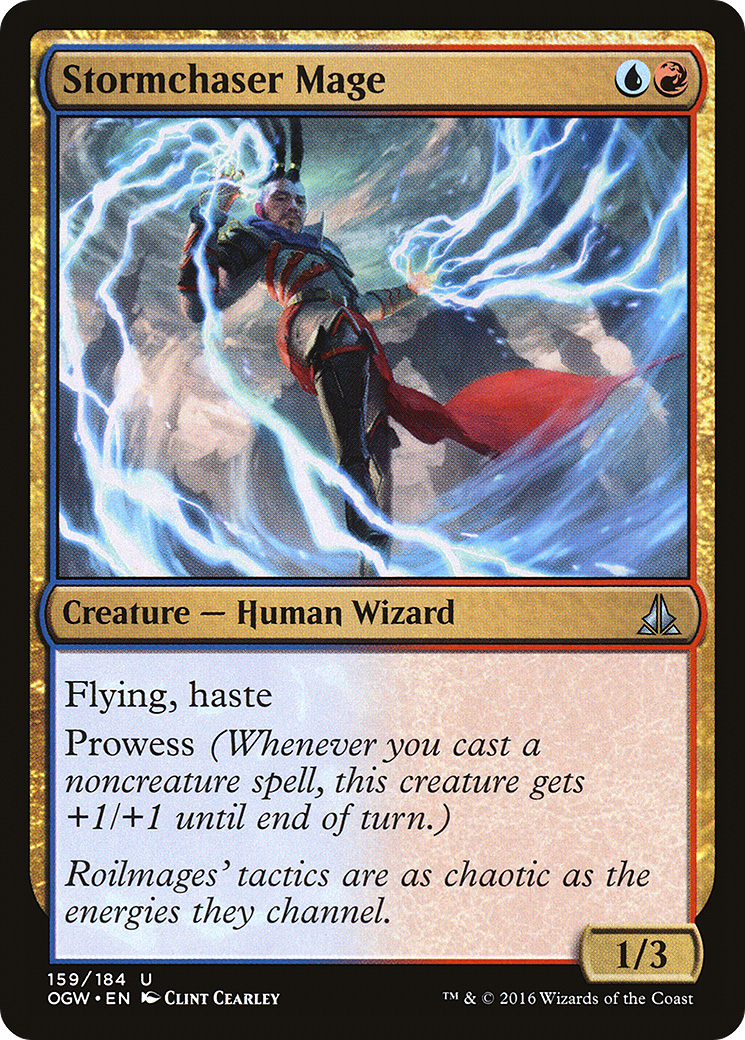 Stormchaser Mage
Creature — Human Wizard
Flying, haste
Prowess (Whenever you cast a
noncreature spell, this creature gets
+1/+1 until end of turn.)
Roilmages’ tactics are as chaotic as the
energies they channel.
1/3
159/184 U
OGW • EN Clint Cearley
™ & © 2016 Wizards of the Coast